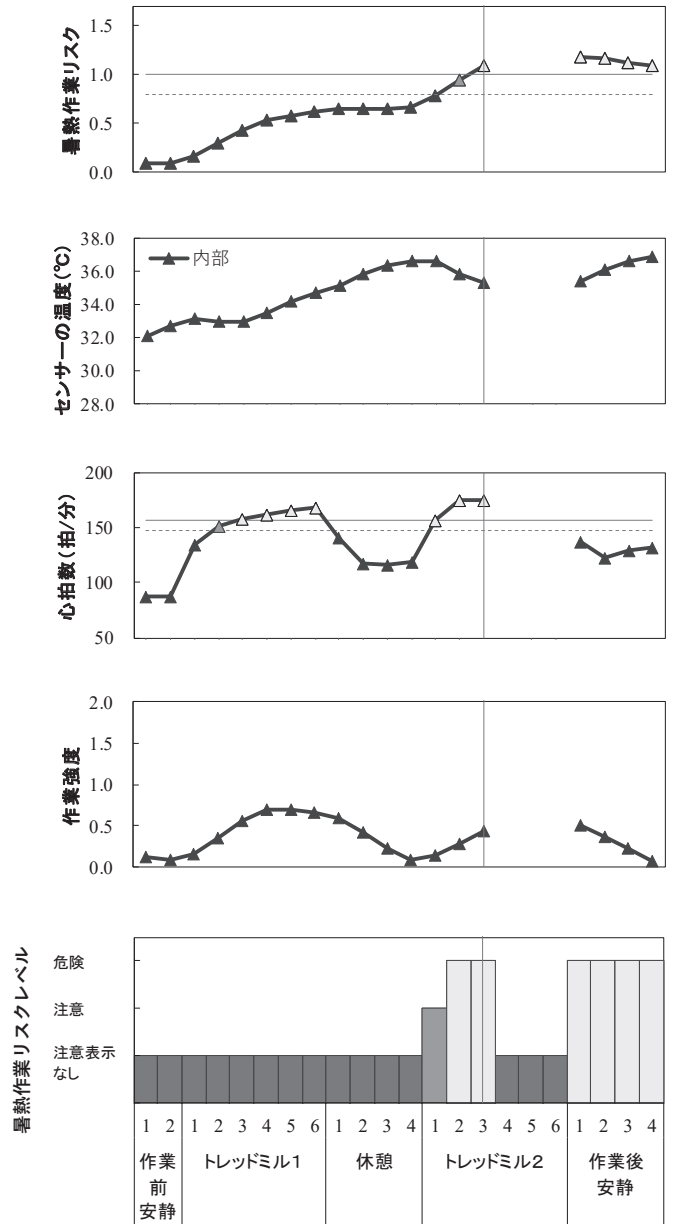 暑熱作業リスク
1.5
1.0
0.5
0.0
センサーの温度(℃)
38.0
36.0
34.0
32.0
30.0
28.0
内部
心拍数(拍/分)
200
150
100
50
作業強度
2.0
1.5
1.0
0.5
0.0
暑熱作業リスクレベル
危険
注意
注意表示
なし
1 2 1 2 3 4 5 6 1 2 3 4 1 2 3 4 5 6 1 2 3 4
作業
前
安静
トレッドミル1
休憩
トレッドミル2
作業後
安静